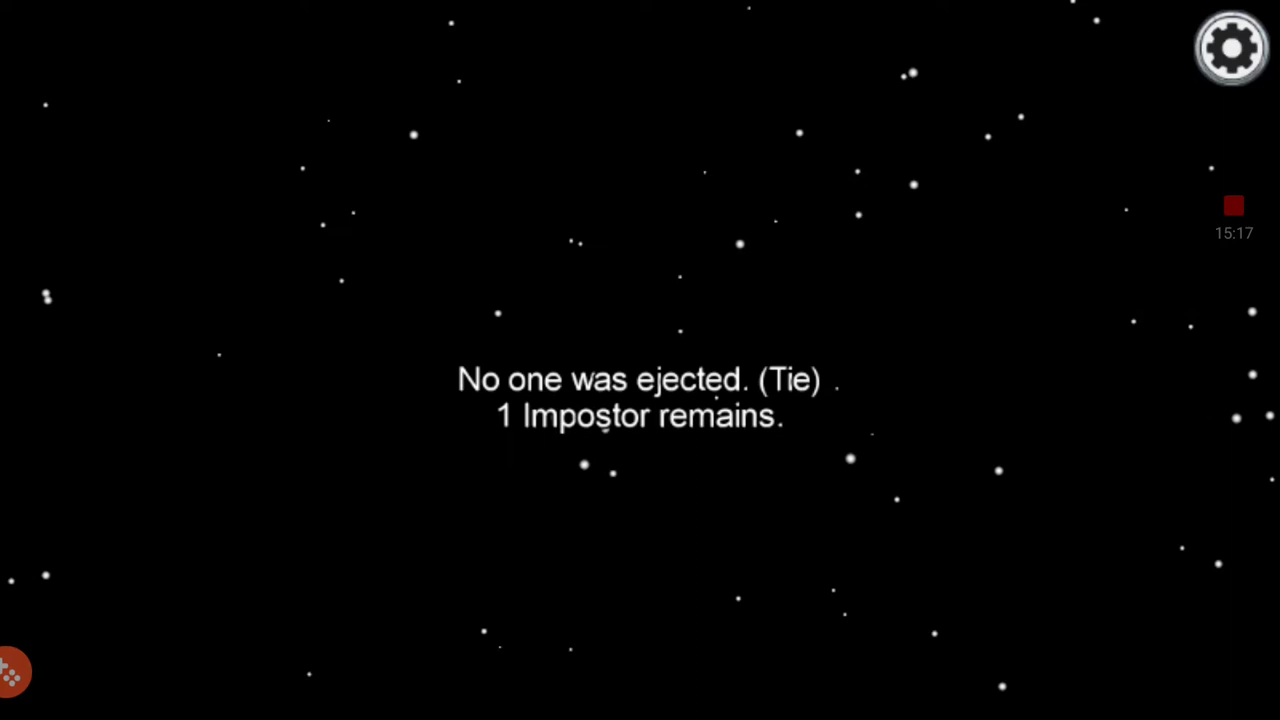 15:17
No one was ejected. (Tie)
1 Impostor remains.